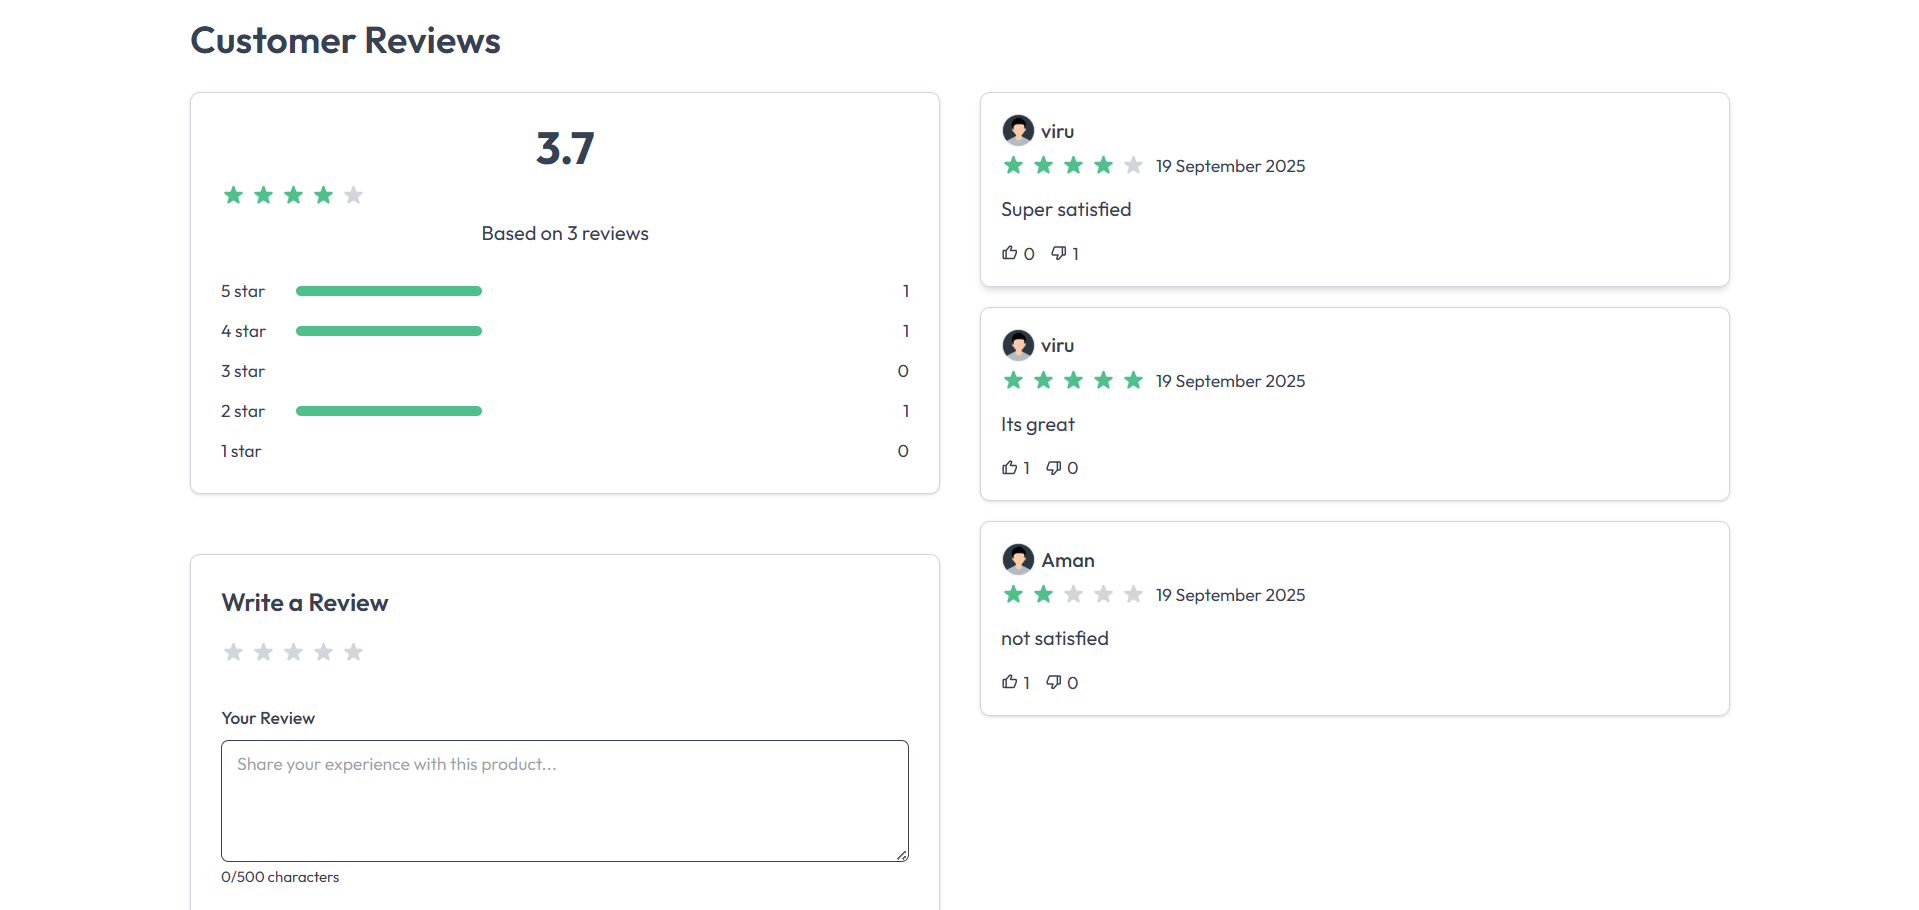 Customer Reviews
3.7
Based on 3 reviews
5 star 1
4 star 1
3 star 0
2 star 1
1 star 0
Write a Review
Your Review
Share your experience with this product...
0/500 characters
viru
19 September 2025
Super satisfied
0 1
viru
19 September 2025
Its great
1 0
Aman
19 September 2025
not satisfied
1 0